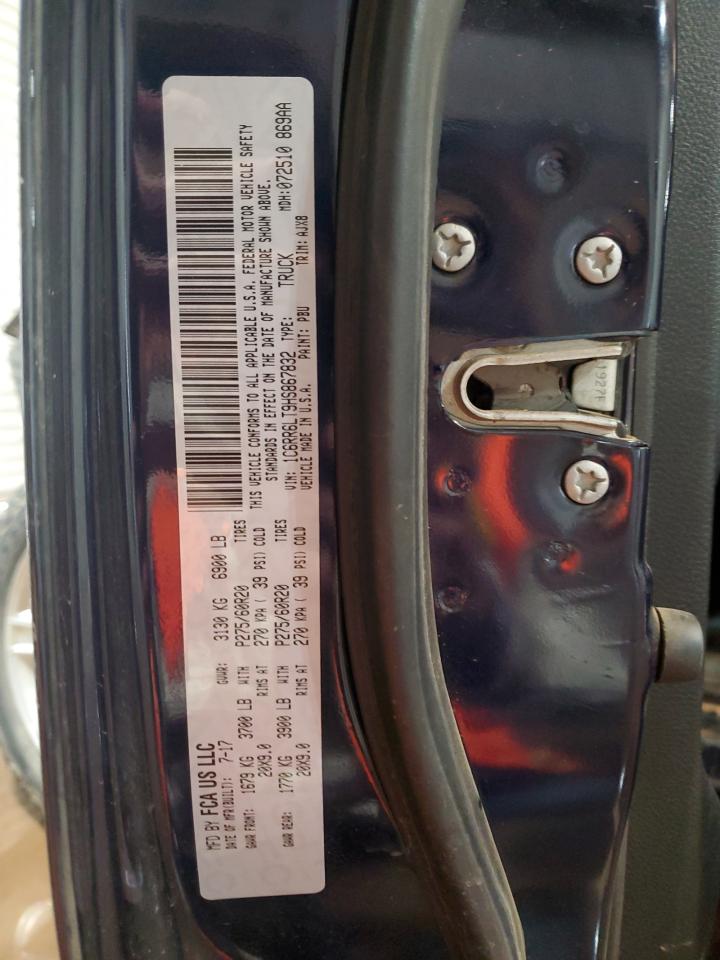 MFD BY FCA US LLC
DATE OF MFR(BUILT): 7-17 GVWR: 3130 KG 6900 LB
GAWR FRONT: 1679 KG 3700 LB WITH P275/60R20 TIRES
20X9.0 RIMS AT 270 KPA ( 39 PSI) COLD
GAWR REAR: 1770 KG 3900 LB WITH P275/60R20 TIRES
20X9.0 RIMS AT 270 KPA ( 39 PSI) COLD
THIS VEHICLE CONFORMS TO ALL APPLICABLE U.S.A. FEDERAL MOTOR VEHICLE SAFETY
STANDARDS IN EFFECT ON THE DATE OF MANUFACTURE SHOWN ABOVE.
VIN: 1C6RR6LT9HS867832 TYPE: TRUCK MDH:072510 869AA
VEHICLE MADE IN U.S.A. PAINT: PBU TRIM: AJX8